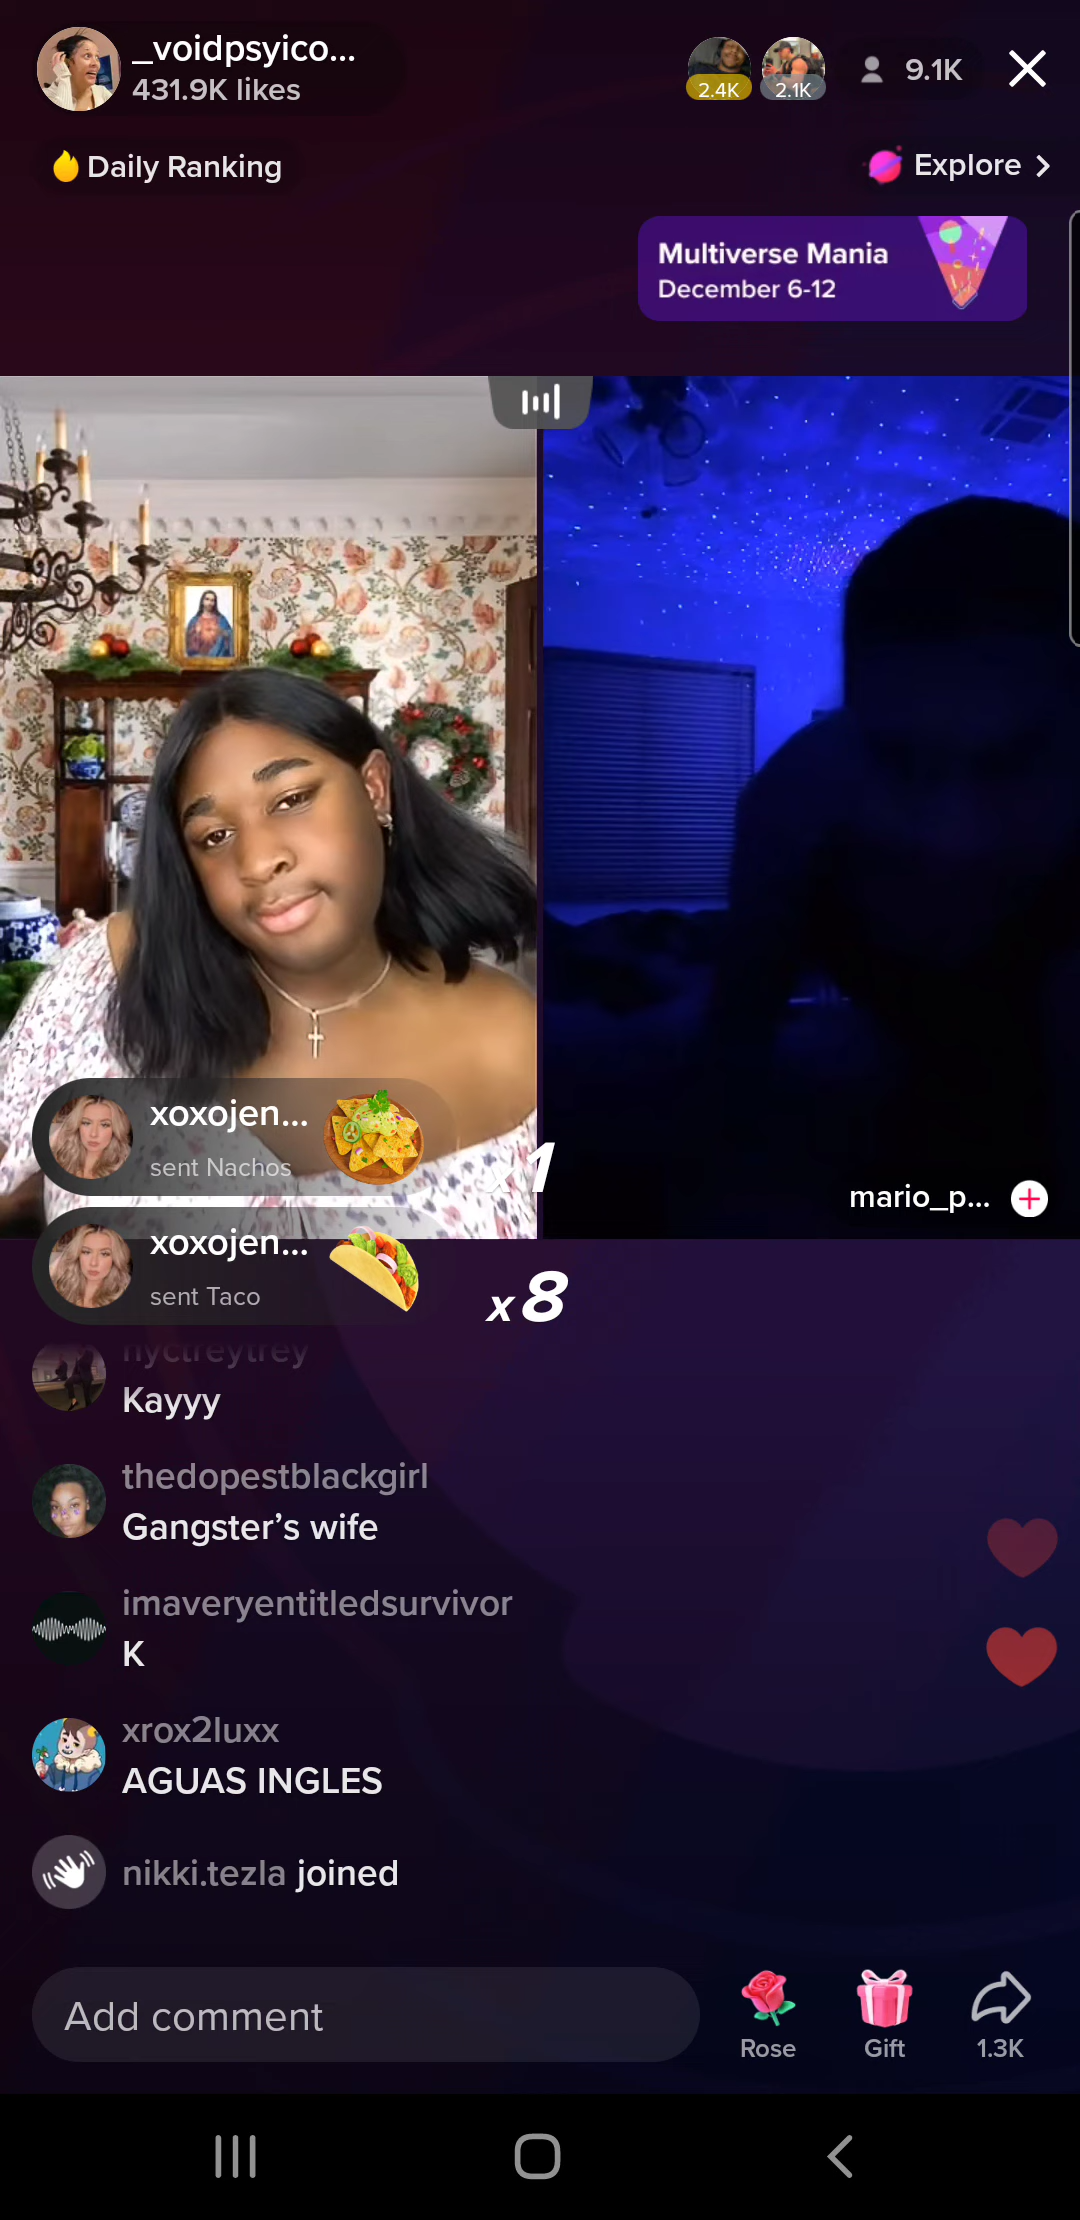 _voidpsyico...
431.9K likes
2.4K
2.1K
9.1K
Daily Ranking
Explore
Multiverse Mania
December 6-12
xoxojen...
sent Nachos
x1
mario_p...
xoxojen...
sent Taco
x8
nyctreytrey
Kayyy
thedopestblackgirl
Gangster’s wife
imaveryentitledsurvivor
K
xrox2luxx
AGUAS INGLES
nikki.tezla joined
Add comment
Rose
Gift
1.3K